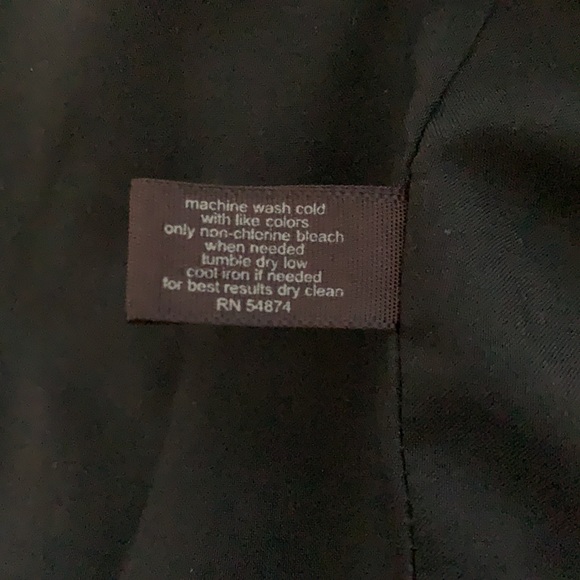 machine wash cold
with like colors
only non-chlorine bleach
when needed
tumble dry low
cool iron if needed
for best results dry clean
RN 54874